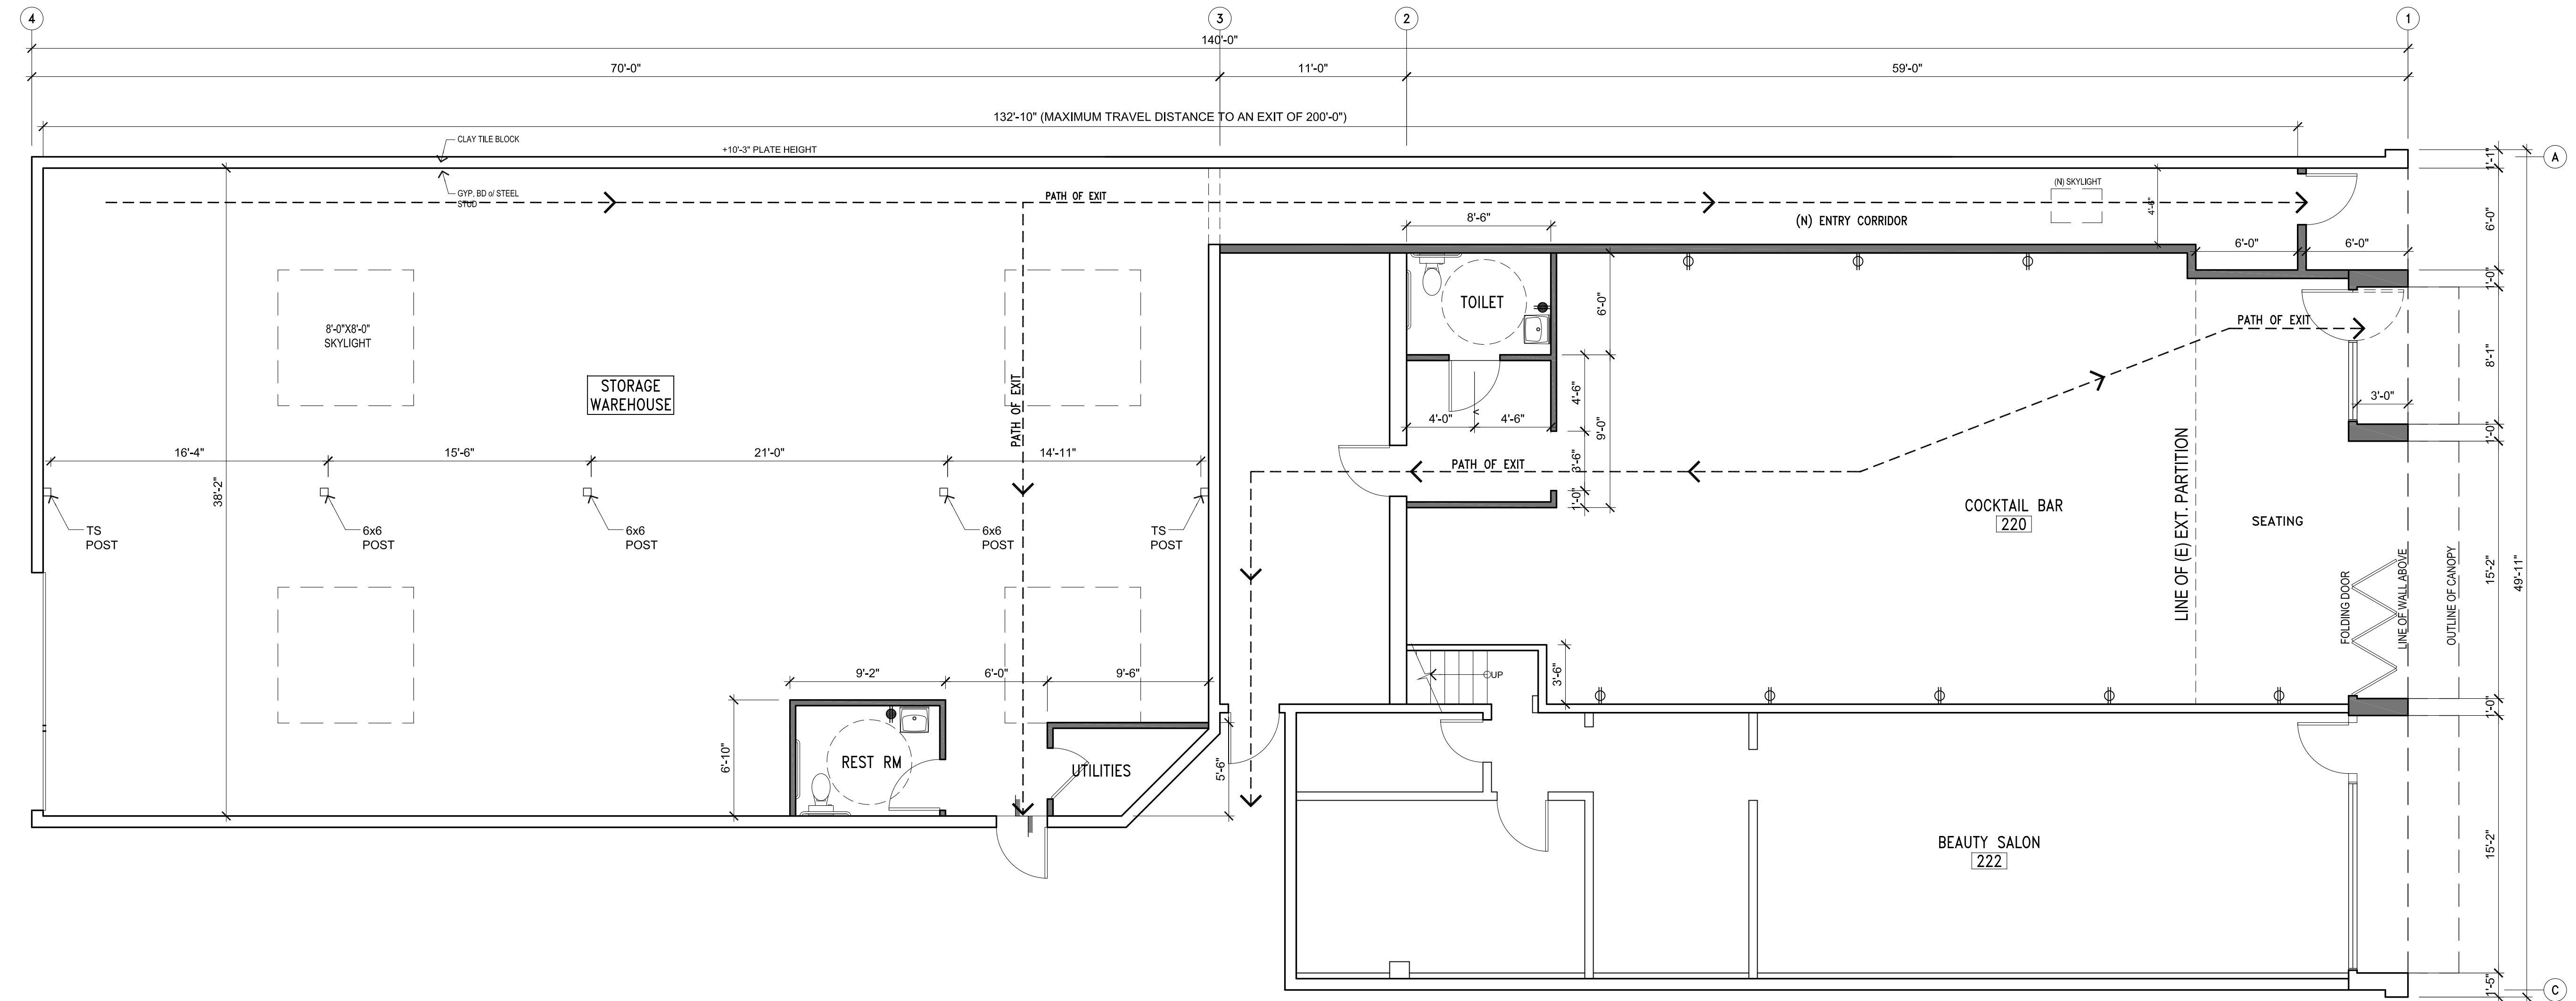 4
3
2
1
140'-0"
70'-0"
11'-0"
59'-0"
132'-10" (MAXIMUM TRAVEL DISTANCE TO AN EXIT OF 200'-0")
CLAY TILE BLOCK
+10'-3" PLATE HEIGHT
1'-1"
A
GYP. BD o/ STEEL
STUD
PATH OF EXIT
(N) SKYLIGHT
4'-6"
8'-6"
(N) ENTRY CORRIDOR
6'-0"
6'-0"
6'-0"
1'-0"
8'-0"X8'-0"
SKYLIGHT
TOILET
6'-0"
PATH OF EXIT
8'-1"
STORAGE
WAREHOUSE
PATH OF EXIT
4'-6"
3'-0"
4'-0"
4'-6"
9'-0"
1'-0"
16'-4"
15'-6"
21'-0"
14'-11"
3'-6"
PATH OF EXIT
38'-2"
1'-0"
COCKTAIL BAR
220
LINE OF (E) EXT. PARTITION
SEATING
TS
POST
6x6
POST
6x6
POST
6x6
POST
TS
POST
FOLDING DOOR
LINE OF WALL ABOVE
OUTLINE OF CANOPY
15'-2"
49'-11"
9'-2"
6'-0"
9'-6"
UP
3'-6"
1'-0"
6'-10"
REST RM
UTILITIES
5'-6"
BEAUTY SALON
222
15'-2"
1'-5"
C